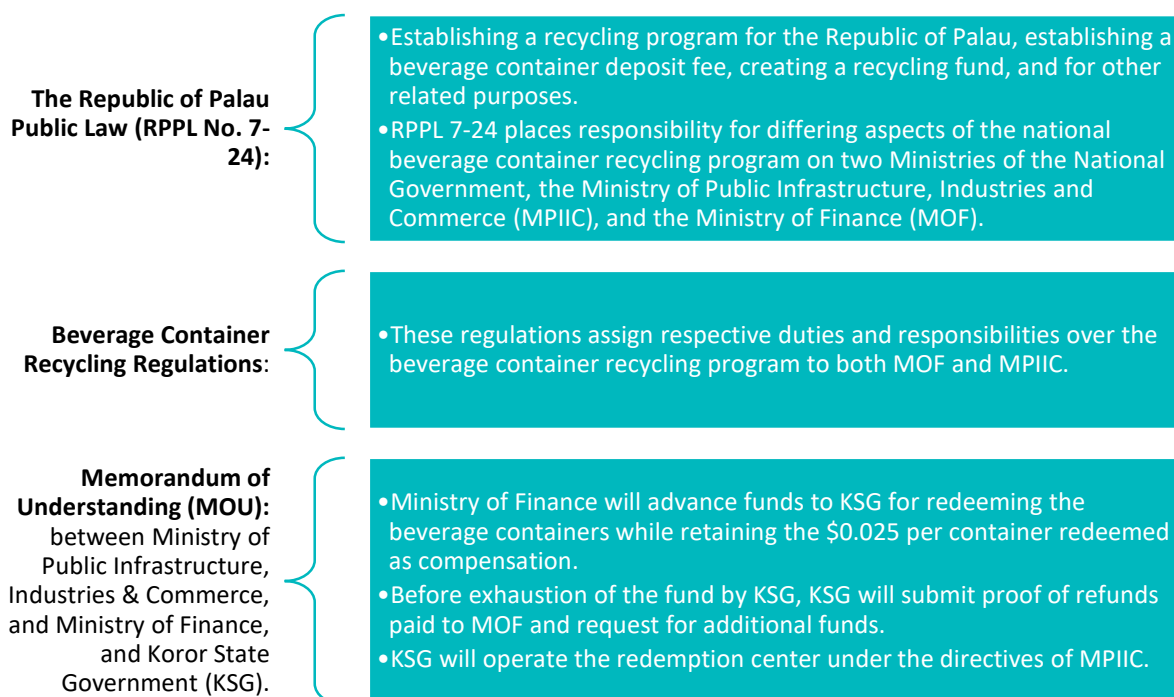 The Republic of Palau
Public Law (RPPL No. 7-
24):
•Establishing a recycling program for the Republic of Palau, establishing a
beverage container deposit fee, creating a recycling fund, and for other
related purposes.
•RPPL 7-24 places responsibility for differing aspects of the national
beverage container recycling program on two Ministries of the National
Government, the Ministry of Public Infrastructure, Industries and
Commerce (MPIIC), and the Ministry of Finance (MOF).
Beverage Container
Recycling Regulations:
•These regulations assign respective duties and responsibilities over the
beverage container recycling program to both MOF and MPIIC.
Memorandum of
Understanding (MOU):
between Ministry of
Public Infrastructure,
Industries & Commerce,
and Ministry of Finance,
and Koror State
Government (KSG).
•Ministry of Finance will advance funds to KSG for redeeming the
beverage containers while retaining the $0.025 per container redeemed
as compensation.
•Before exhaustion of the fund by KSG, KSG will submit proof of refunds
paid to MOF and request for additional funds.
•KSG will operate the redemption center under the directives of MPIIC.